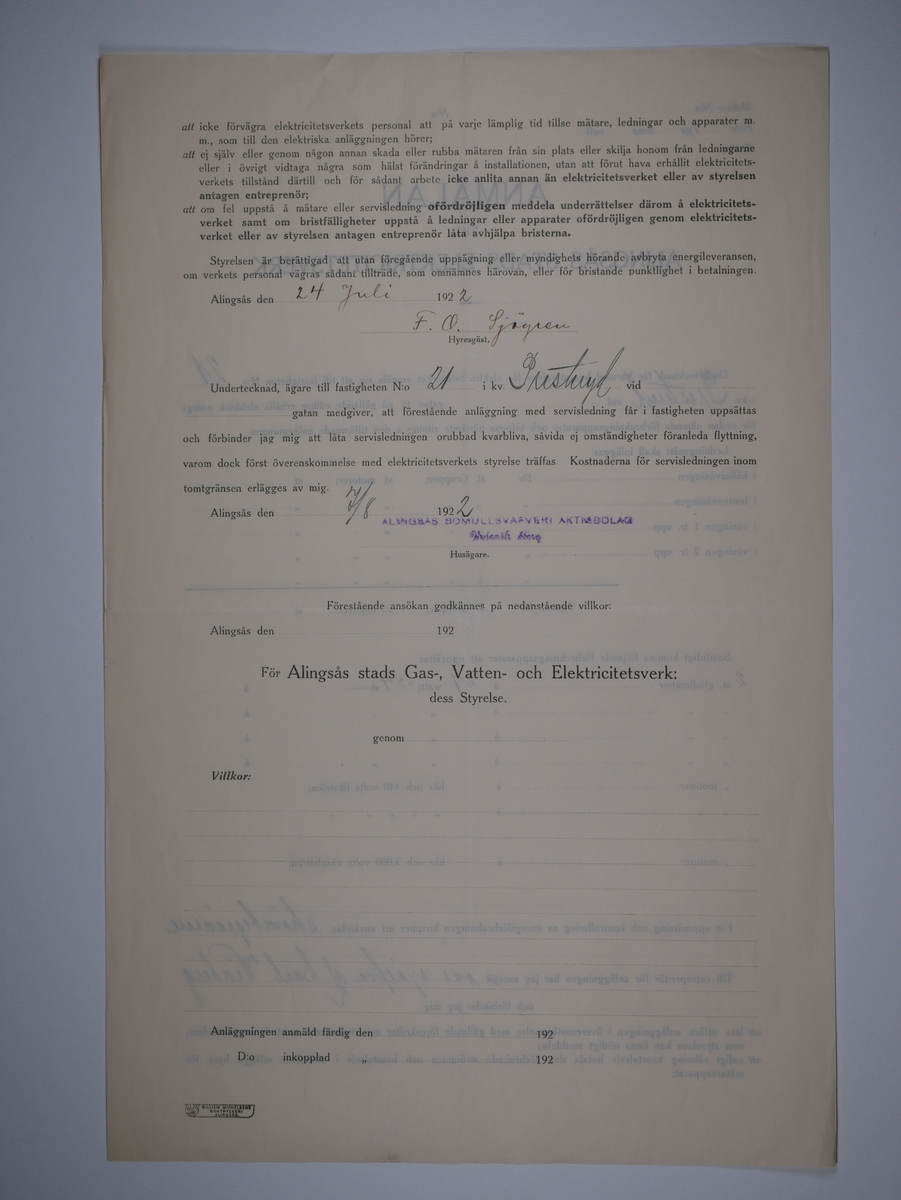 att icke förvägra elektricitetsverkets personal att på varje lämplig tid tillse mätare, ledningar och apparater m.
m., som till den elektriska anläggningen hörer;
att ej själv eller genom någon annan skada eller rubba mätaren från sin plats eller skilja honom från ledningarne
eller i övrigt vidtaga några som hälst förändringar å installationen, utan att förut hava erhållit elektricitets-
verkets tillstånd därtill och för sådant arbete icke anlita annan än elektricitetsverket eller av styrelsen
antagen entreprenör;
att om fel uppstå å mätare eller servisledning ofördröjligen meddela underrättelser därom å elektricitets-
verket samt om bristfälligheter uppstå å ledningar eller apparater ofördröjligen genom elektricitets-
verket eller av styrelsen antagen entreprenör låta avhjälpa bristerna.
Styrelsen är berättigad att utan föregående uppsägning eller myndighets hörande avbryta energileveransen,
om verkets personal vägras sådant tillträde, som omnämnes härovan, eller för bristande punktlighet i betalningen.
Alingsås den 24 Juli 1922
F. O. Sjögren
Hyresgäst.
Undertecknad, ägare till fastigheten N:o 21 i kv. vid
gatan medgiver, att förestående anläggning med servisledning får i fastigheten uppsättas
och förbinder jag mig att låta servisledningen orubbad kvarbliva, såvida ej omständigheter föranleda flyttning,
varom dock först överenskommelse med elektricitetsverkets styrelse träffas. Kostnaderna för servisledningen inom
tomtgränsen erlägges av mig.
Alingsås den 1922
ALINGSÅS BOMULLSVÄFVERI AKTIEBOLAG
Husägare.
Förestående ansökan godkännes på nedanstående villkor:
Alingsås den 192
För Alingsås stads Gas-, Vatten- och Elektricitetsverk:
dess Styrelse.
genom
Villkor:
Anläggningen anmäld färdig den 192
D:o inkopplad „ 192